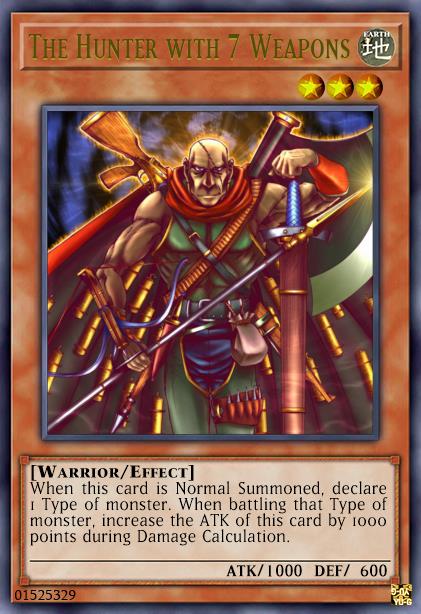 The Hunter with 7 Weapons
EARTH
地
[Warrior/Effect]
When this card is Normal Summoned, declare
1 Type of monster. When battling that Type of
monster, increase the ATK of this card by 1000
points during Damage Calculation.
ATK/1000 DEF/ 600
01525329